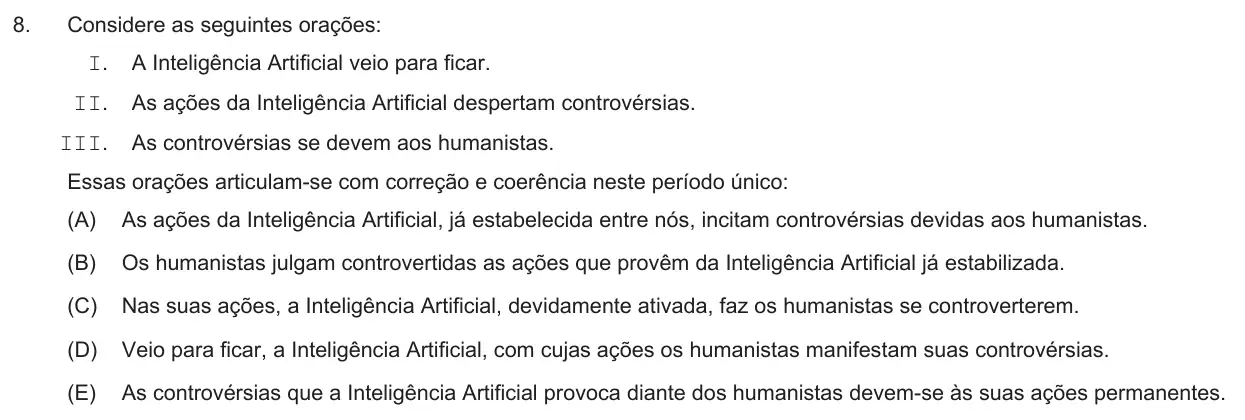 8. Considere as seguintes orações:
I. A Inteligência Artificial veio para ficar.
II. As ações da Inteligência Artificial despertam controvérsias.
III. As controvérsias se devem aos humanistas.
Essas orações articulam-se com correção e coerência neste período único:
(A) As ações da Inteligência Artificial, já estabelecida entre nós, incitam controvérsias devidas aos humanistas.
(B) Os humanistas julgam controvertidas as ações que provêm da Inteligência Artificial já estabilizada.
(C) Nas suas ações, a Inteligência Artificial, devidamente ativada, faz os humanistas se controverterem.
(D) Veio para ficar, a Inteligência Artificial, com cujas ações os humanistas manifestam suas controvérsias.
(E) As controvérsias que a Inteligência Artificial provoca diante dos humanistas devem-se às suas ações permanentes.